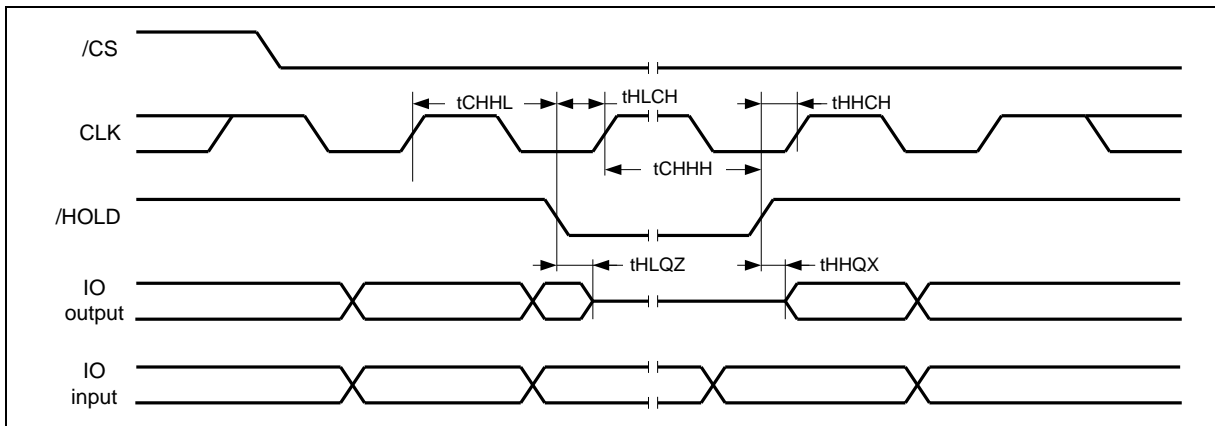 /CS
tCHHL
tHLCH
tHHCH
CLK
tCHHH
/HOLD
tHLQZ
tHHQX
IO
output
IO
input